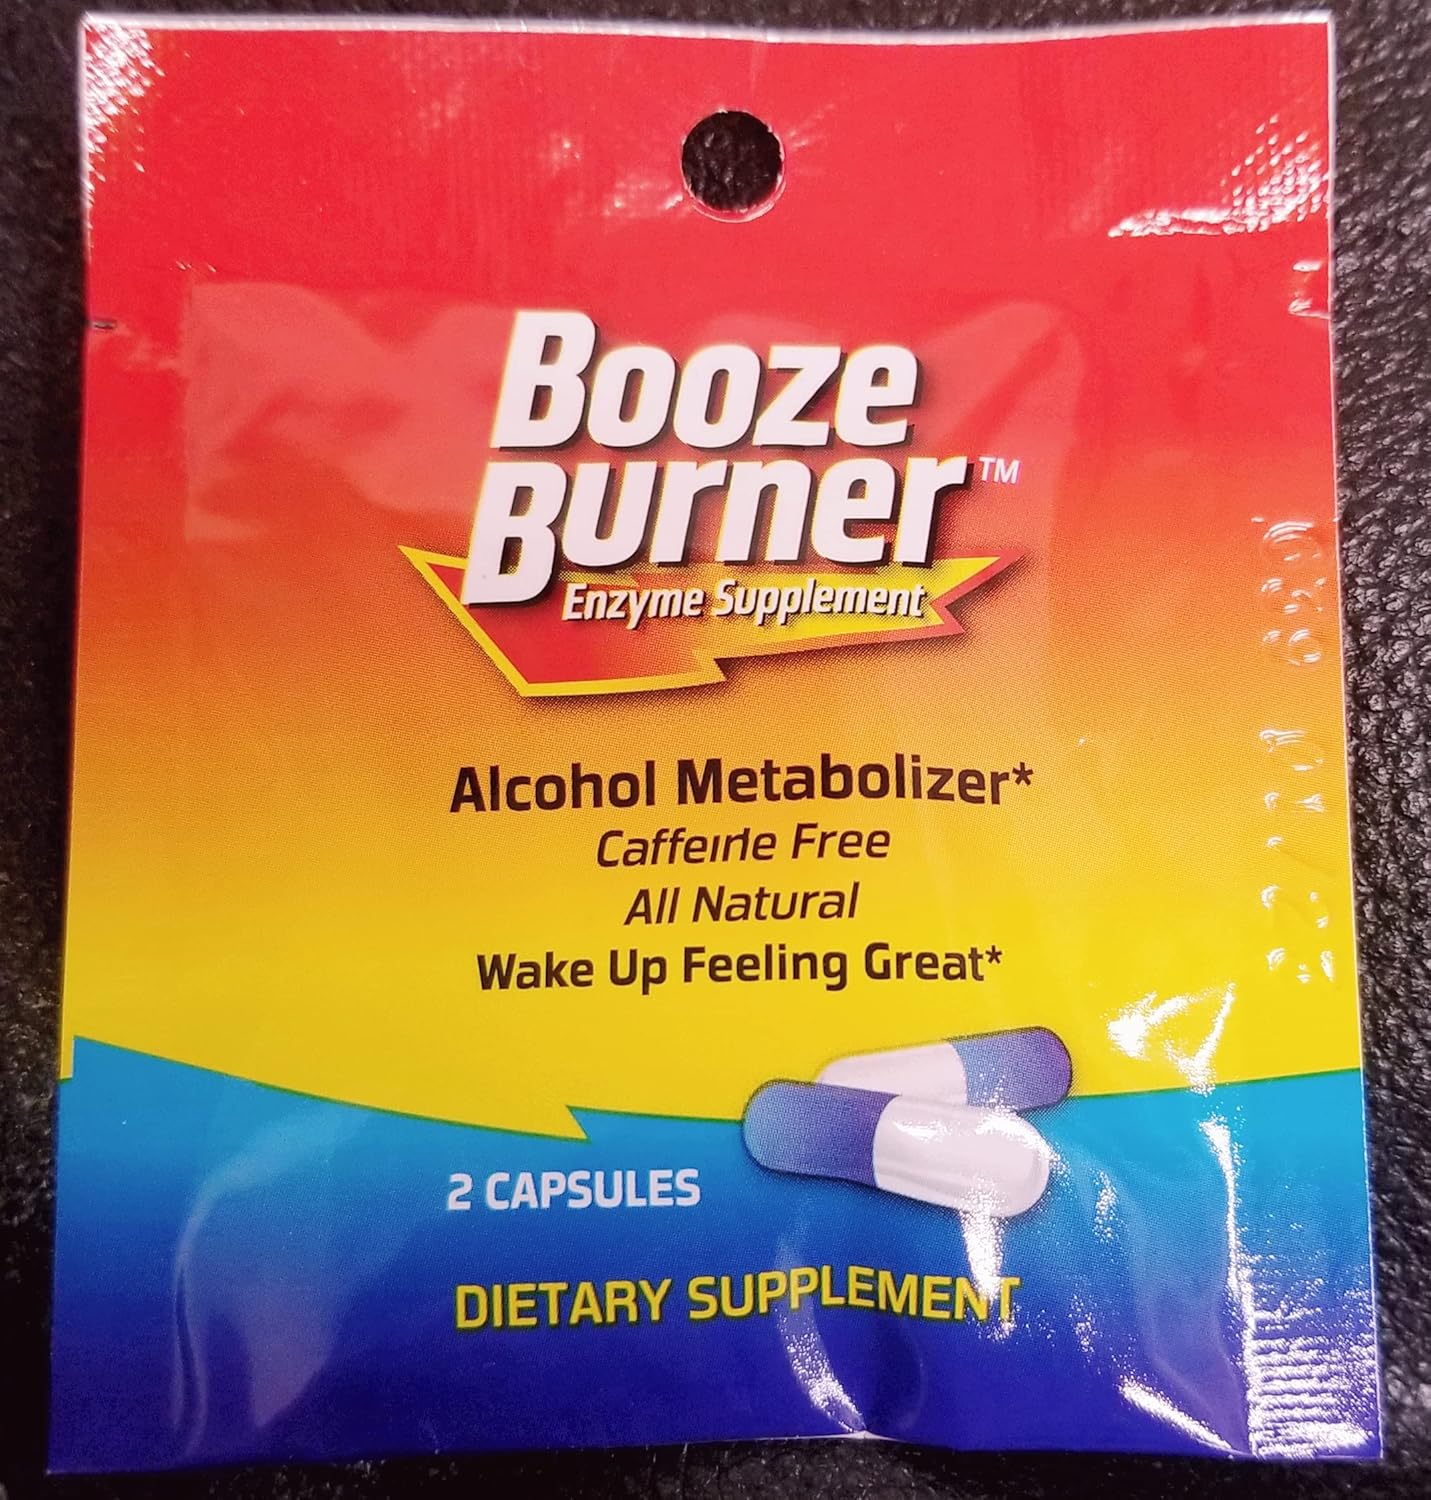 Booze
Burner™
Enzyme Supplement
Alcohol Metabolizer*
Caffeine Free
All Natural
Wake Up Feeling Great*
2 CAPSULES
DIETARY SUPPLEMENT